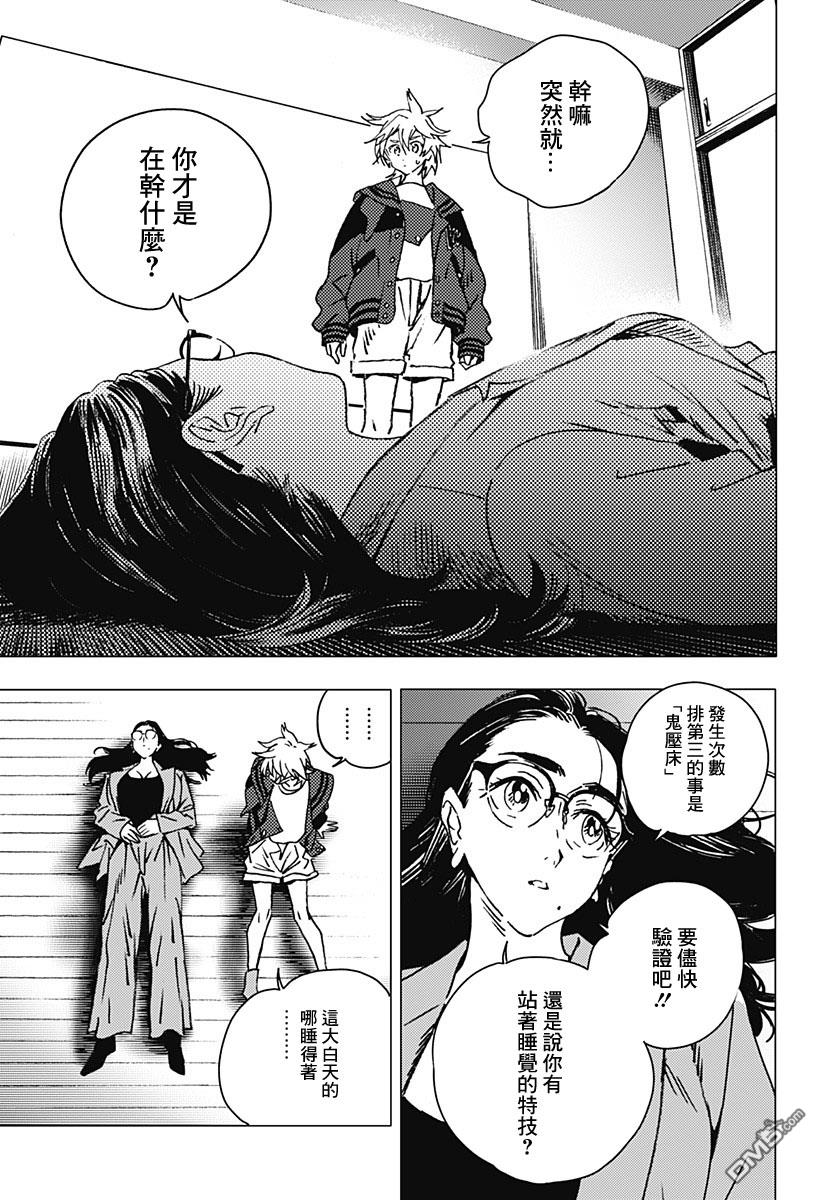 幹嘛
突然就…
你才是
在幹什麼?
發生次數
排第三的事是
「鬼壓床」
要儘快
驗證吧!!
還是說你有
站著睡覺的特技?
……
……
這大白天的
哪睡得著
………
DM5.com